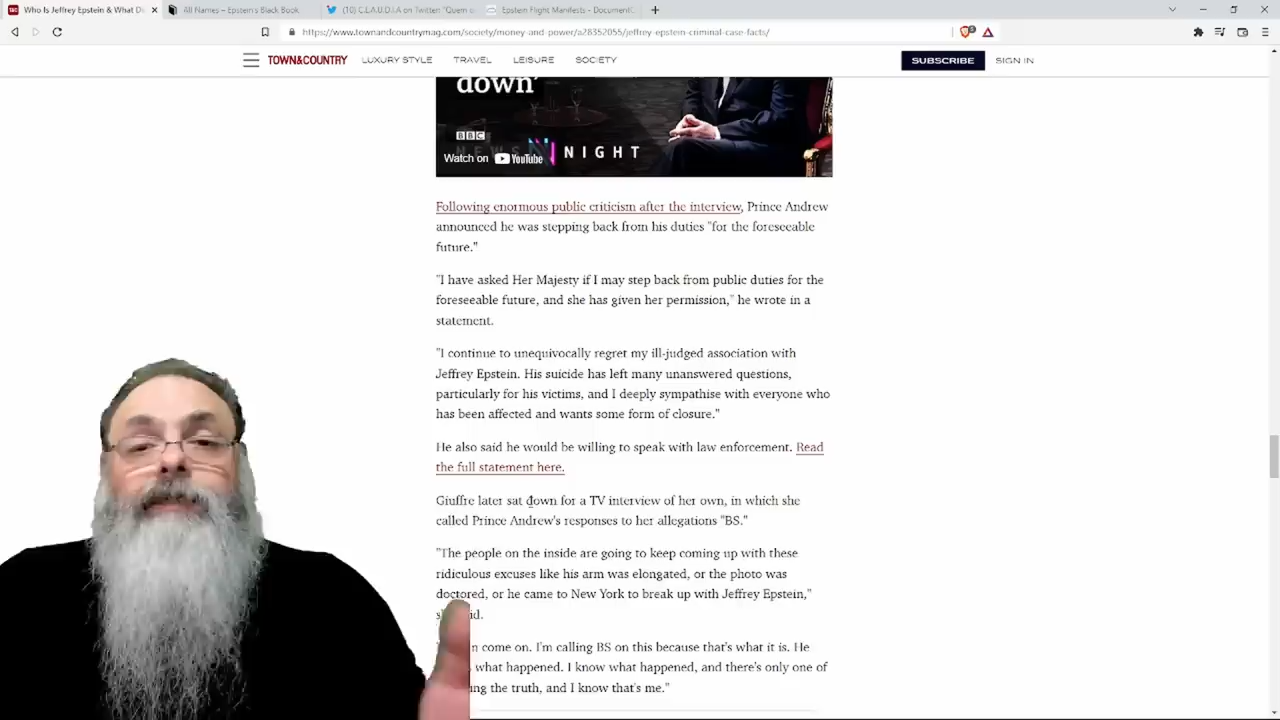 Who Is Jeffrey Epstein & What Di
All Names – Epstein's Black Book
(10) C.L.A.U.D.I.A on Twitter: "Quem o
Epstein Flight Manifests - DocumentC
https://www.townandcountrymag.com/society/money-and-power/a28352055/jeffrey-epstein-criminal-case-facts/
TOWN&COUNTRY LUXURY STYLE TRAVEL LEISURE SOCIETY SUBSCRIBE SIGN IN
down'
BBC
NEWS NIGHT
Watch on YouTube
Following enormous public criticism after the interview, Prince Andrew
announced he was stepping back from his duties "for the foreseeable
future."
"I have asked Her Majesty if I may step back from public duties for the
foreseeable future, and she has given her permission," he wrote in a
statement.
"I continue to unequivocally regret my ill-judged association with
Jeffrey Epstein. His suicide has left many unanswered questions,
particularly for his victims, and I deeply sympathise with everyone who
has been affected and wants some form of closure."
He also said he would be willing to speak with law enforcement. Read
the full statement here.
Giuffre later sat down for a TV interview of her own, in which she
called Prince Andrew's responses to her allegations "BS."
"The people on the inside are going to keep coming up with these
ridiculous excuses like his arm was elongated, or the photo was
doctored, or he came to New York to break up with Jeffrey Epstein,"
come on. I'm calling BS on this because that's what it is. He
what happened. I know what happened, and there's only one of
the truth, and I know that's me."